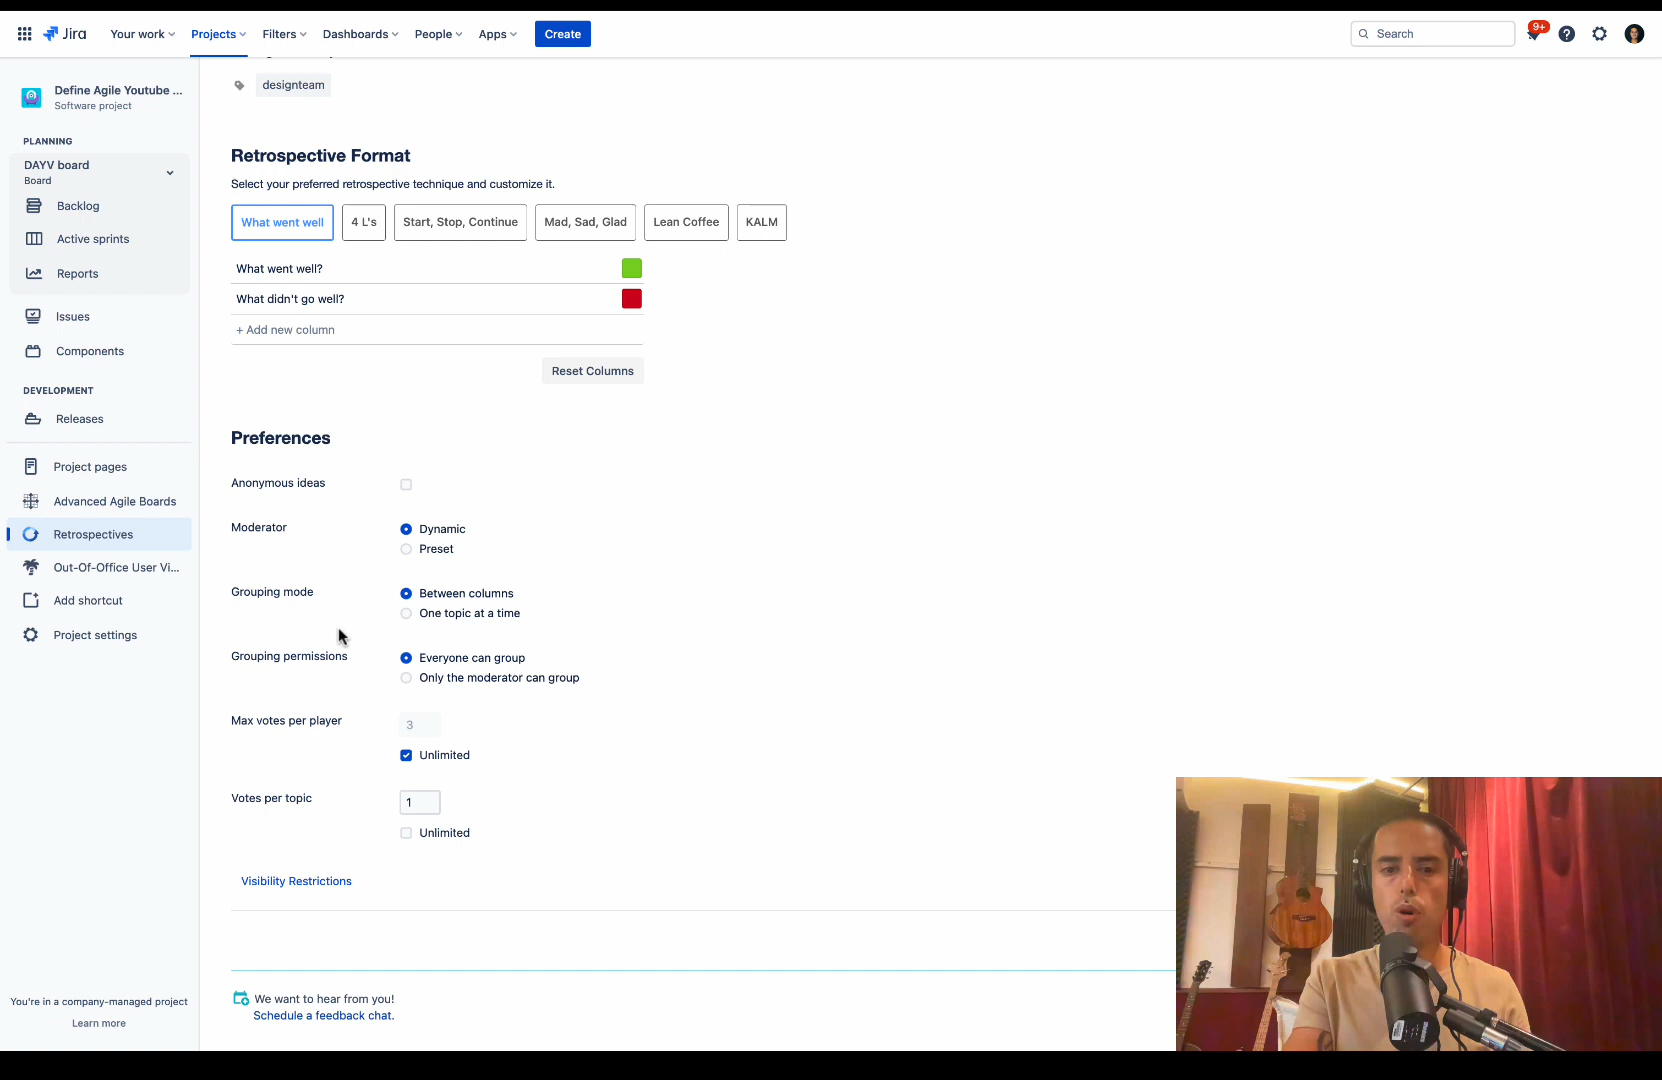 Jira
Your work
Projects
Filters
Dashboards
People
Apps
Create
Search
9+
Define Agile Youtube ...
Software project
PLANNING
DAYV board
Board
Backlog
Active sprints
Reports
Issues
Components
DEVELOPMENT
Releases
Project pages
Advanced Agile Boards
Retrospectives
Out-Of-Office User Vi...
Add shortcut
Project settings
You're in a company-managed project
Learn more
designteam
Retrospective Format
Select your preferred retrospective technique and customize it.
What went well
4 L's
Start, Stop, Continue
Mad, Sad, Glad
Lean Coffee
KALM
What went well?
What didn't go well?
+ Add new column
Reset Columns
Preferences
Anonymous ideas
Moderator
Dynamic
Preset
Grouping mode
Between columns
One topic at a time
Grouping permissions
Everyone can group
Only the moderator can group
Max votes per player
3
Unlimited
Votes per topic
1
Unlimited
Visibility Restrictions
We want to hear from you!
Schedule a feedback chat.